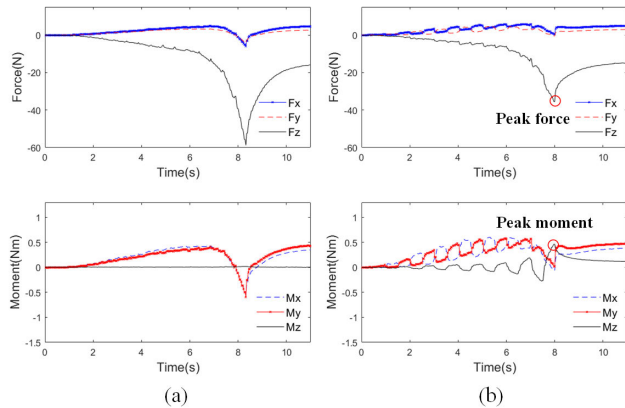 0
-20
-40
-60
Force(N)
Fx
Fy
Fz
0 2 4 6 8 10
Time(s)
0
-20
-40
-60
Force(N)
Peak force
Fx
Fy
Fz
0 2 4 6 8 10
Time(s)
1
0.5
0
-0.5
-1
-1.5
Moment(Nm)
Mx
My
Mz
0 2 4 6 8 10
Time(s)
(a)
1
0.5
0
-0.5
-1
-1.5
Moment(Nm)
Peak moment
Mx
My
Mz
0 2 4 6 8 10
Time(s)
(b)